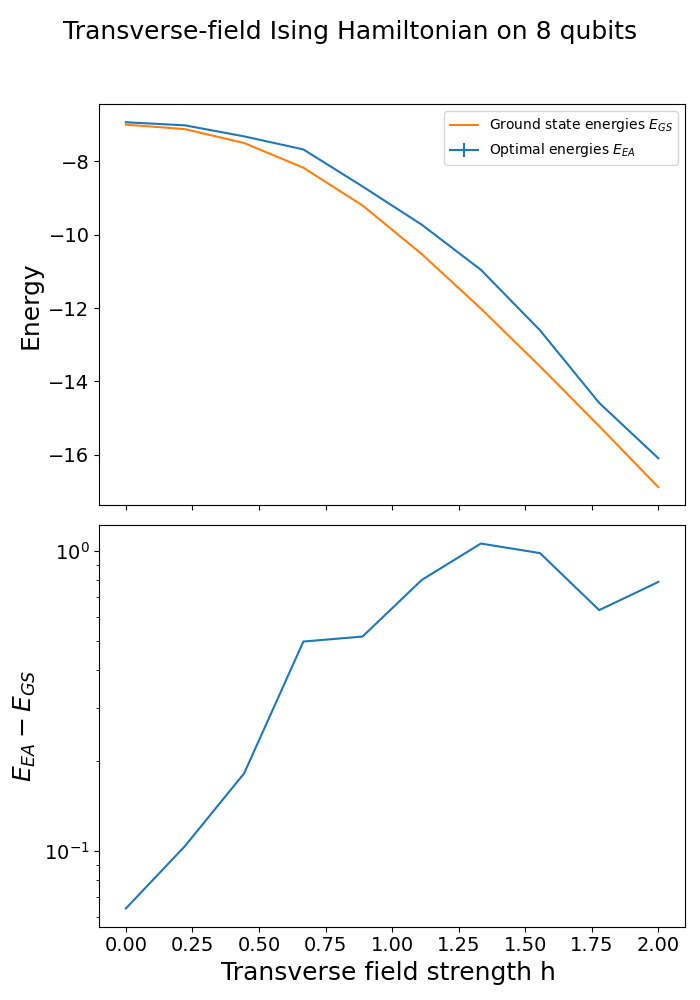 Transverse-field Ising Hamiltonian on 8 qubits
Ground state energies E_GS
Optimal energies E_EA
Energy
−8
−10
−12
−14
−16
E_EA − E_GS
10^0
10^−1
0.00 0.25 0.50 0.75 1.00 1.25 1.50 1.75 2.00
Transverse field strength h